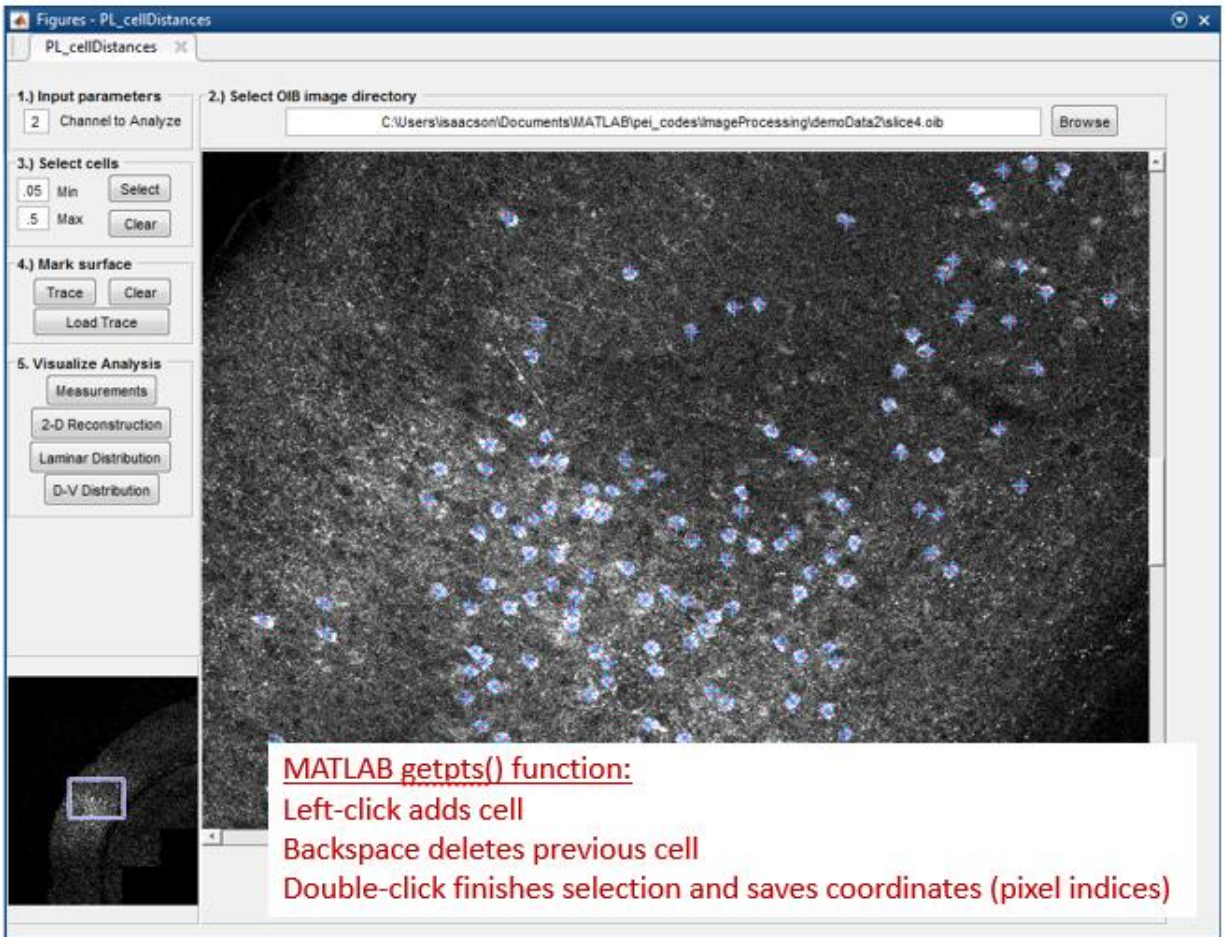 Figures - PL_cellDistances
PL_cellDistances
1.) Input parameters
2 Channel to Analyze
2.) Select OIB image directory
C:\Users\isaacson\Documents\MATLAB\pei_codes\ImageProcessing\demoData2\slice4.oib
Browse
3.) Select cells
.05 Min Select
.5 Max Clear
4.) Mark surface
Trace Clear
Load Trace
5. Visualize Analysis
Measurements
2-D Reconstruction
Laminar Distribution
D-V Distribution
MATLAB getpts() function:
Left-click adds cell
Backspace deletes previous cell
Double-click finishes selection and saves coordinates (pixel indices)